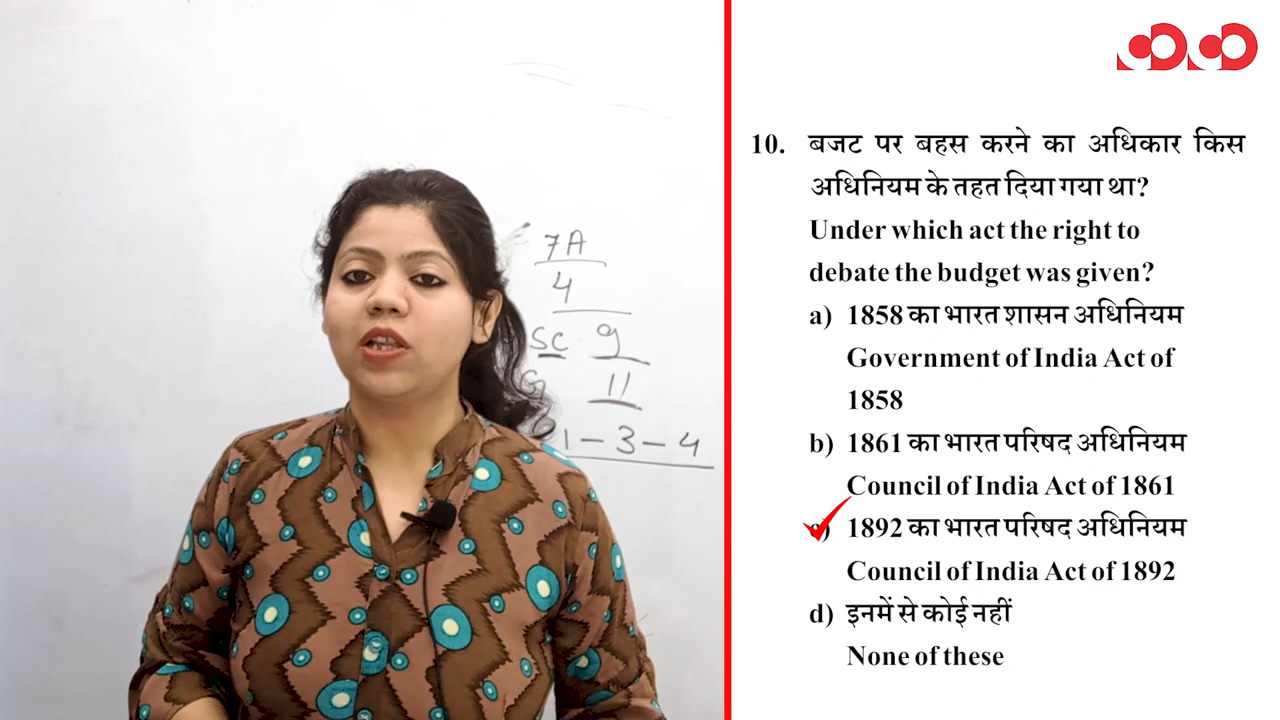 7A
4
SC 9
G 11
1-3-4
10. बजट पर बहस करने का अधिकार किस
अधिनियम के तहत दिया गया था?
Under which act the right to
debate the budget was given?
a) 1858 का भारत शासन अधिनियम
Government of India Act of
1858
b) 1861 का भारत परिषद अधिनियम
Council of India Act of 1861
c) 1892 का भारत परिषद अधिनियम
Council of India Act of 1892
d) इनमें से कोई नहीं
None of these